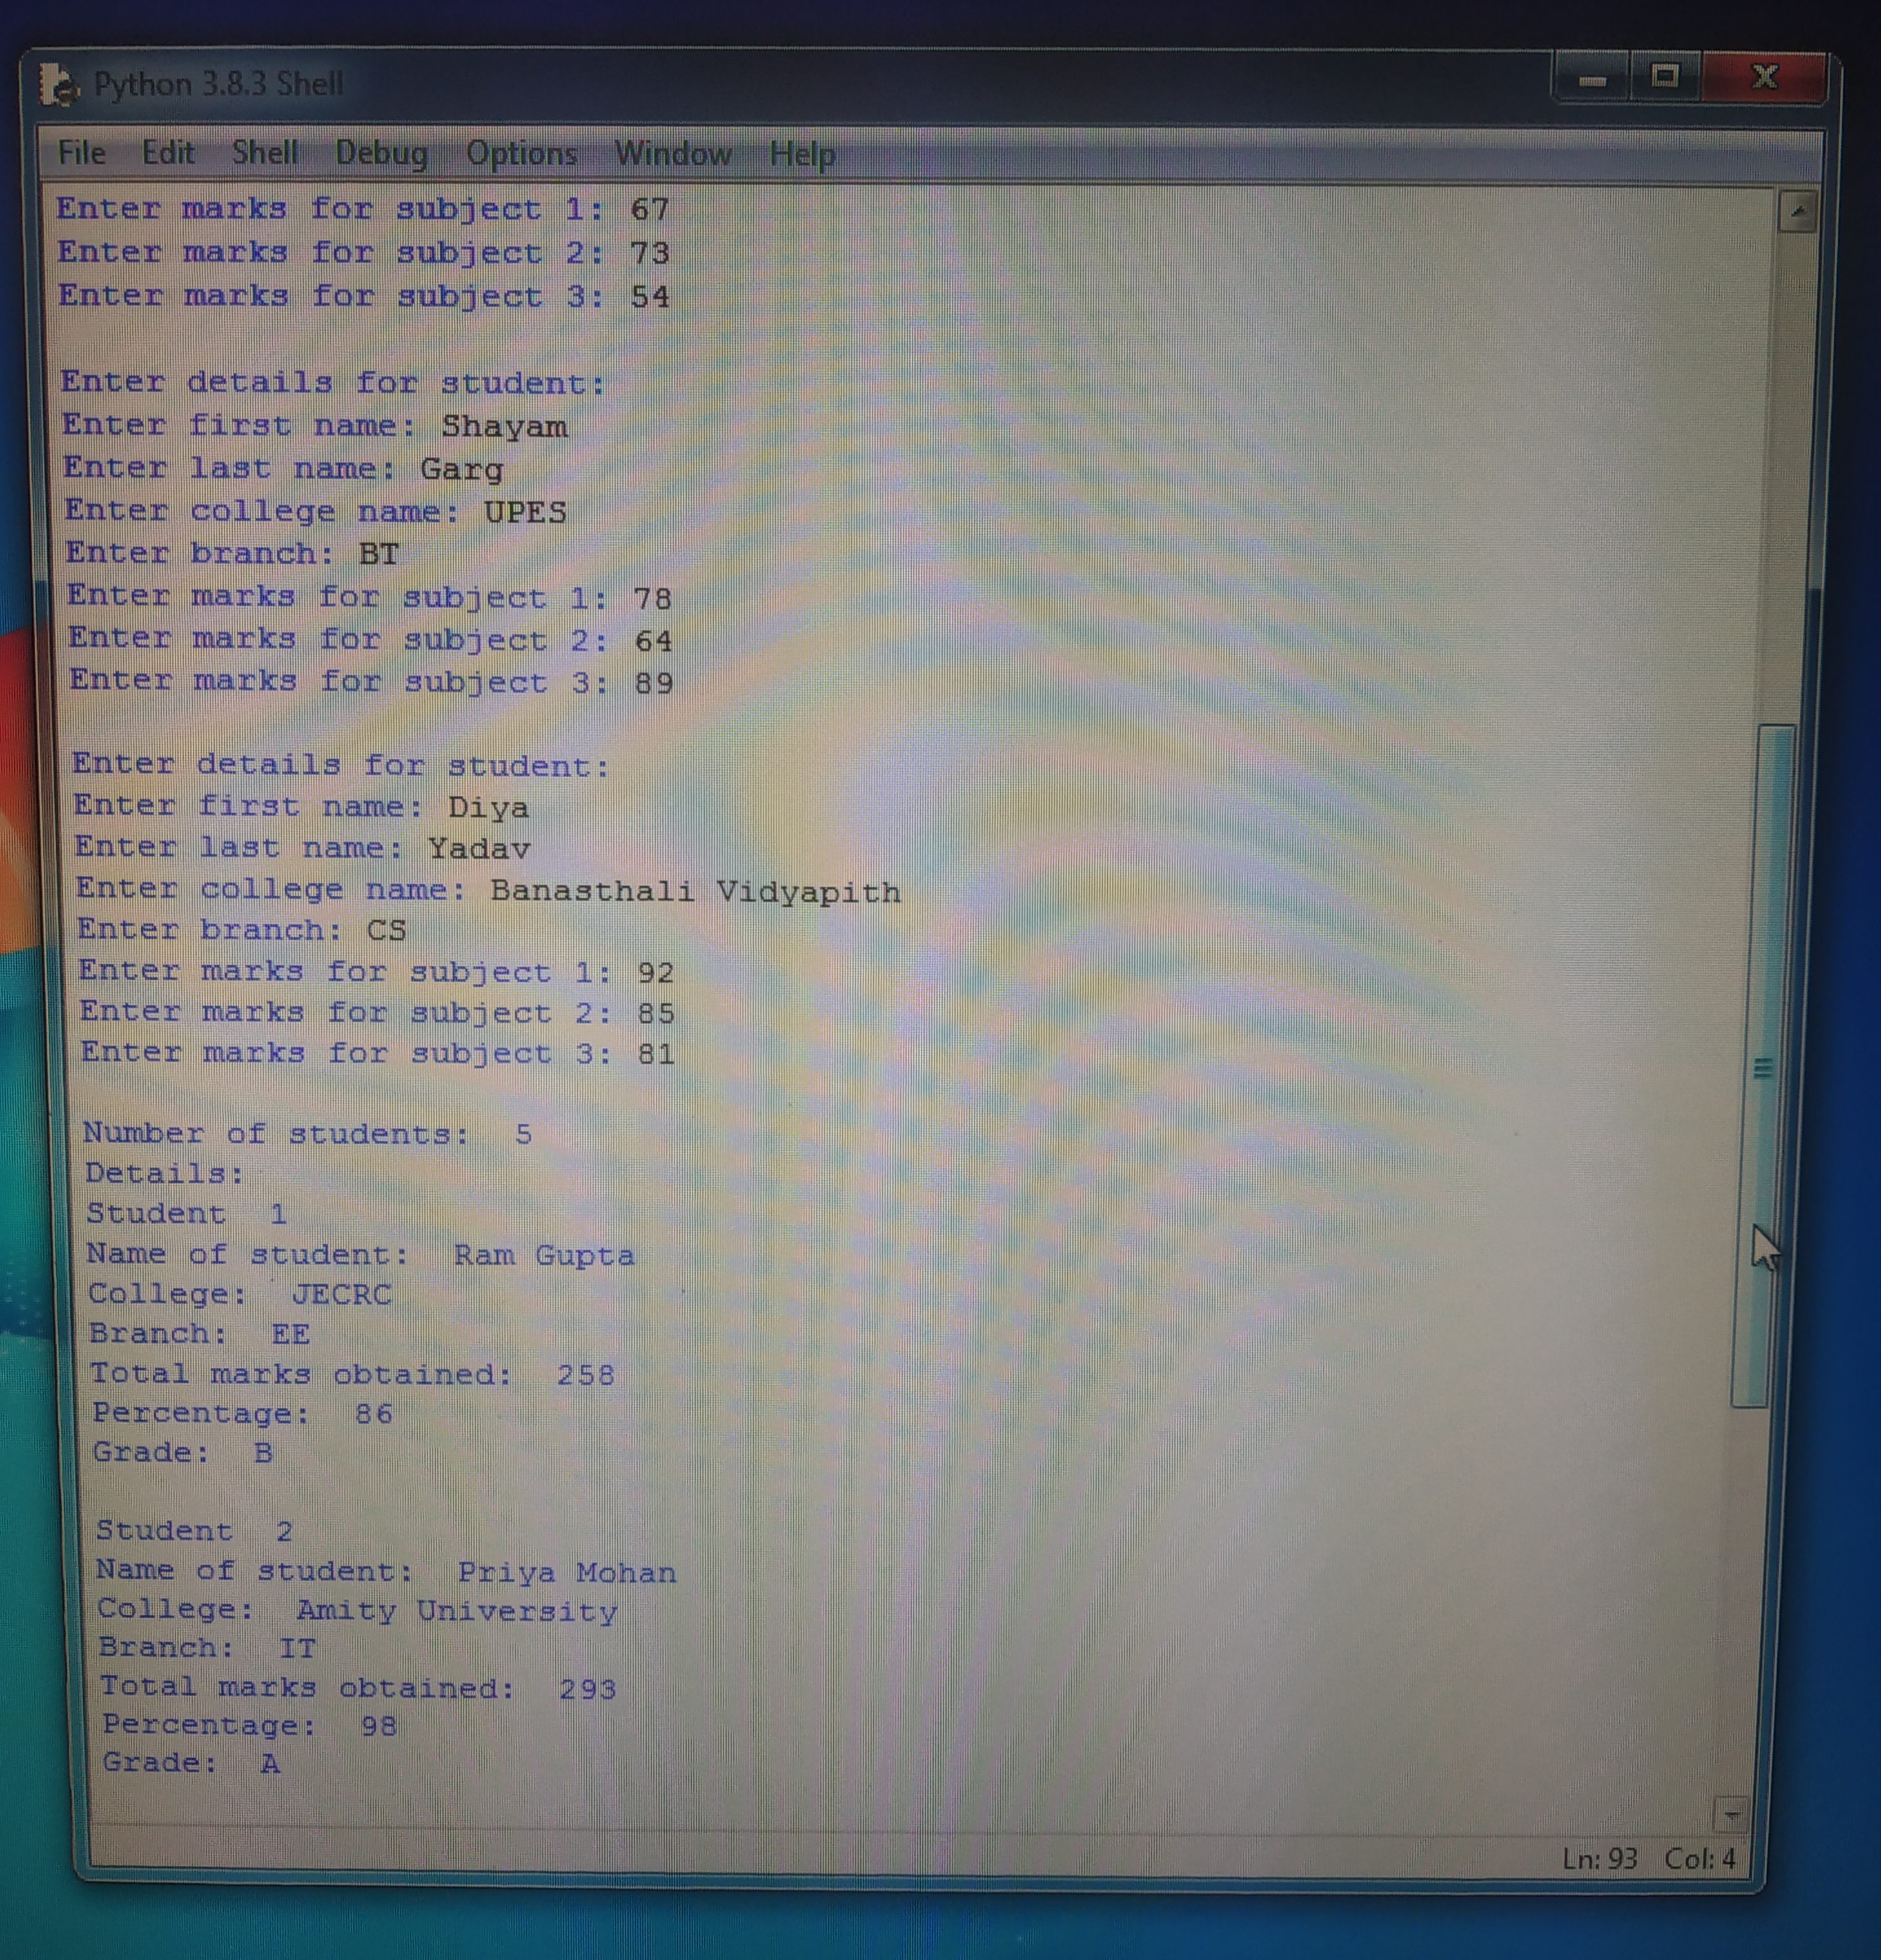 Python 3.8.3 Shell
File Edit Shell Debug Options Window Help
Enter marks for subject 1: 67
Enter marks for subject 2: 73
Enter marks for subject 3: 54
Enter details for student:
Enter first name: Shayam
Enter last name: Garg
Enter college name: UPES
Enter branch: BT
Enter marks for subject 1: 78
Enter marks for subject 2: 64
Enter marks for subject 3: 89
Enter details for student:
Enter first name: Diya
Enter last name: Yadav
Enter college name: Banasthali Vidyapith
Enter branch: CS
Enter marks for subject 1: 92
Enter marks for subject 2: 85
Enter marks for subject 3: 81
Number of students:  5
Details:
Student  1
Name of student:  Ram Gupta
College:  JECRC
Branch:  EE
Total marks obtained:  258
Percentage:  86
Grade:  B
Student  2
Name of student:  Priya Mohan
College:  Amity University
Branch:  IT
Total marks obtained:  293
Percentage:  98
Grade:  A
Ln: 93 Col: 4